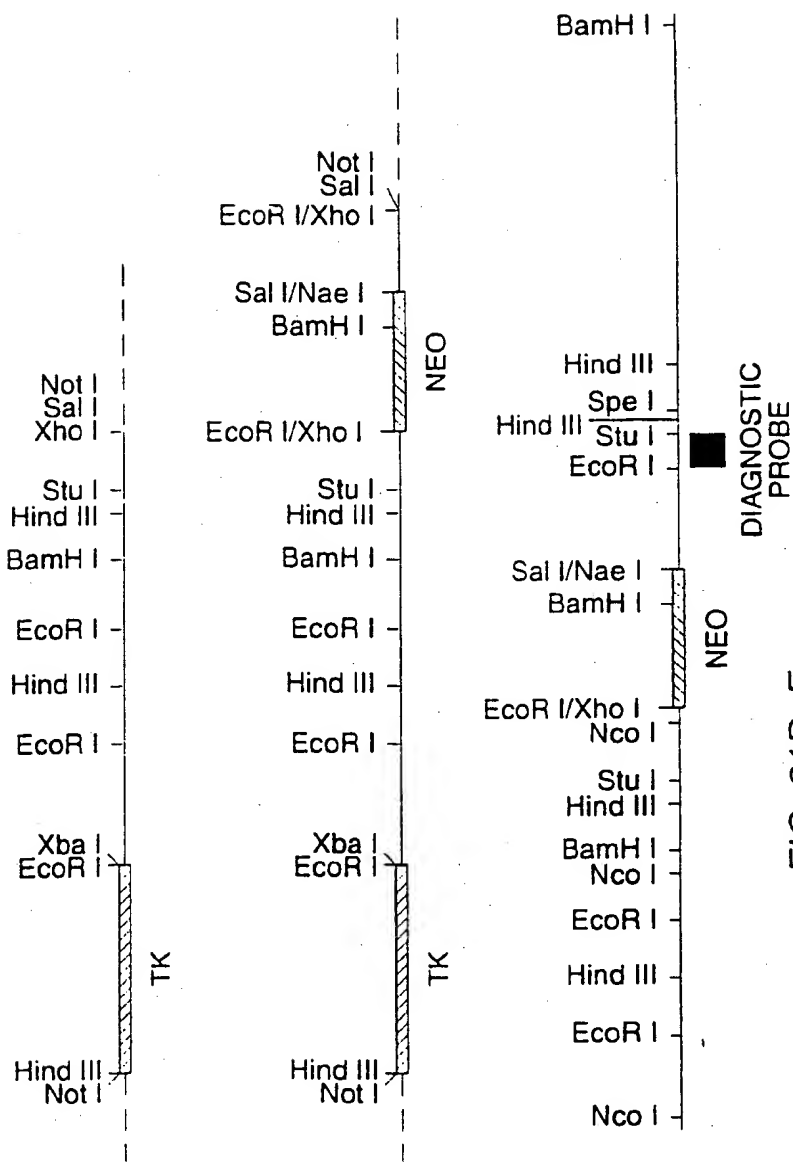 Not I
Sal I
Xho I
Stu I
Hind III
BamH I
EcoR I
Hind III
EcoR I
Xba I
EcoR I
TK
Hind III
Not I
Not I
Sal I
EcoR I/Xho I
Sal I/Nae I
BamH I
NEO
EcoR I/Xho I
Stu I
Hind III
BamH I
EcoR I
Hind III
EcoR I
Xba I
EcoR I
TK
Hind III
Not I
BamH I
Hind III
Spe I
Hind III
Stu I
EcoR I
DIAGNOSTIC
PROBE
Sal I/Nae I
BamH I
NEO
EcoR I/Xho I
Nco I
Stu I
Hind III
BamH I
Nco I
EcoR I
Hind III
EcoR I
Nco I